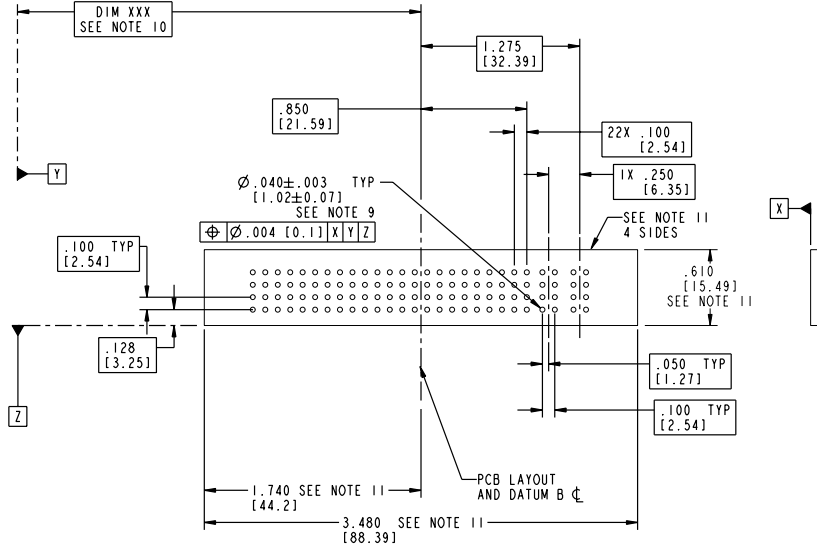 DIM XXX
SEE NOTE 10
1.275
[32.39]
.850
[21.59]
22X .100
[2.54]
1X .250
[6.35]
Y
X
Ø .040±.003 TYP
[1.02±0.07]
SEE NOTE 9
⌖ Ø.004 [0.1] X Y Z
SEE NOTE 11
4 SIDES
.100 TYP
[2.54]
.610
[15.49]
SEE NOTE 11
.128
[3.25]
.050 TYP
[1.27]
Z
.100 TYP
[2.54]
PCB LAYOUT
AND DATUM B ℄
1.740 SEE NOTE 11
[44.2]
3.480 SEE NOTE 11
[88.39]